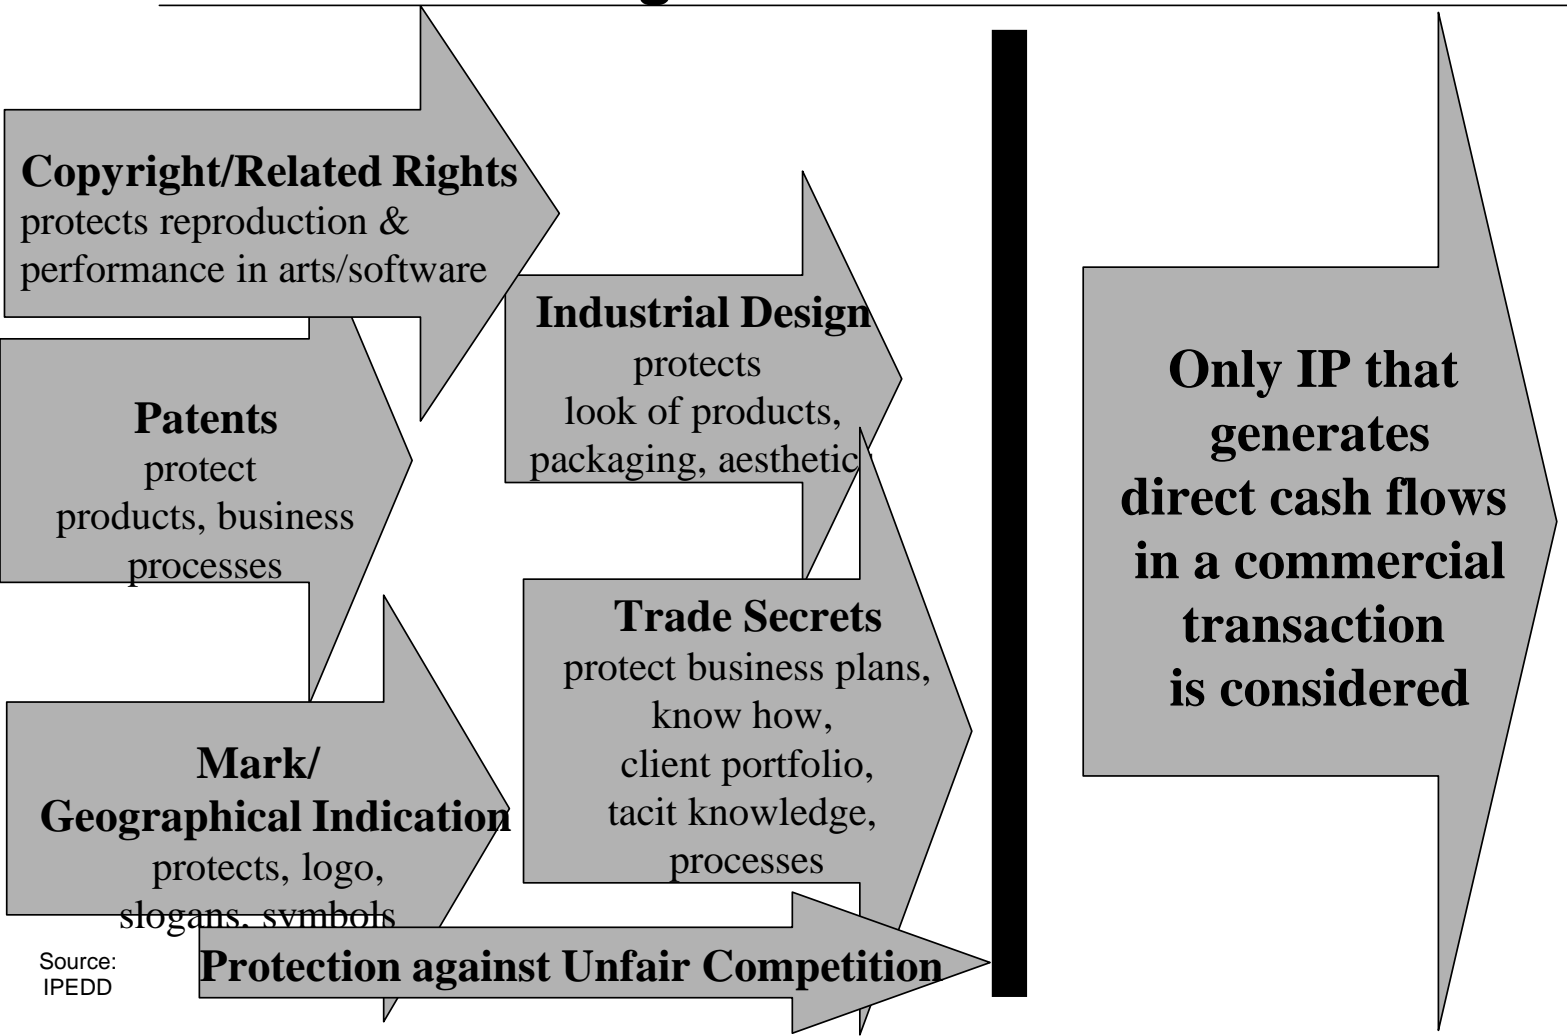 Copyright/Related Rights
protects reproduction &
performance in arts/software
Industrial Design
protects
look of products,
packaging, aesthetic
Patents
protect
products, business
processes
Trade Secrets
protect business plans,
know how,
client portfolio,
tacit knowledge,
processes
Mark/
Geographical Indication
protects, logo,
slogans, symbols
Protection against Unfair Competition
Source:
IPEDD
Only IP that
generates
direct cash flows
in a commercial
transaction
is considered